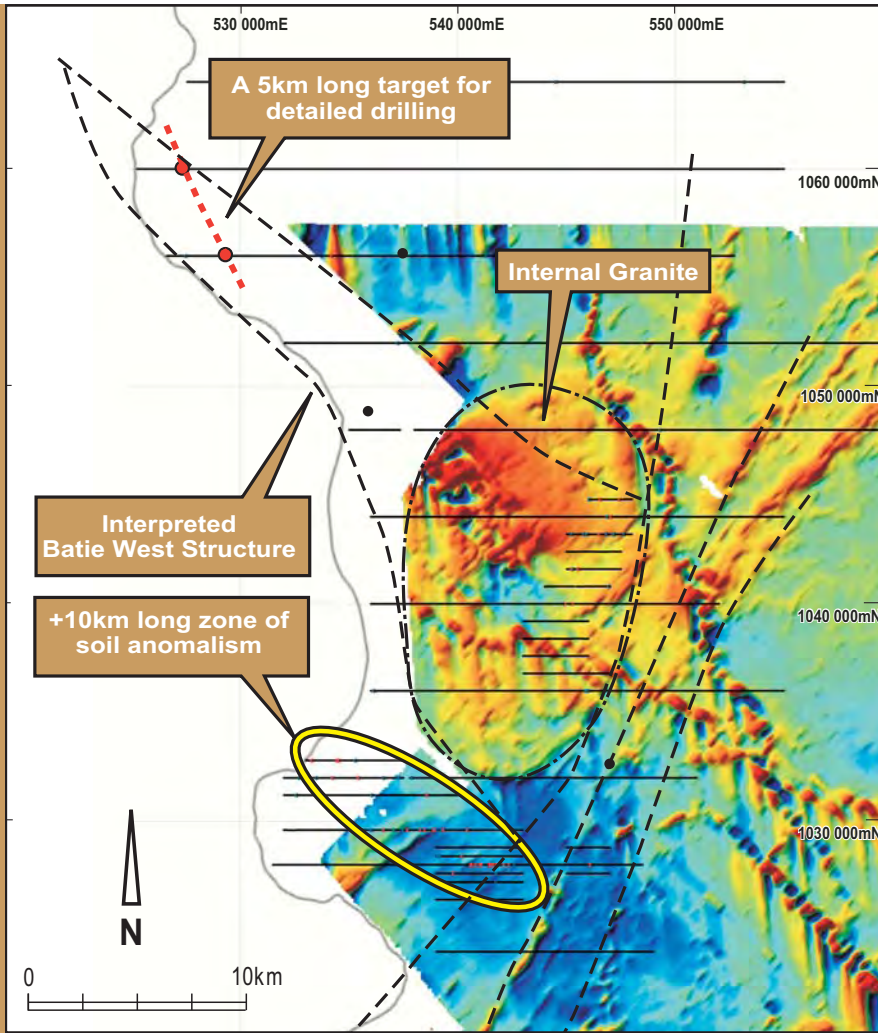 530 000mE
540 000mE
550 000mE
A 5km long target for
detailed drilling
1060 000mN
Internal Granite
1050 000mN
Interpreted
Batie West Structure
+10km long zone of
soil anomalism
1040 000mN
1030 000mN
N
0
10km